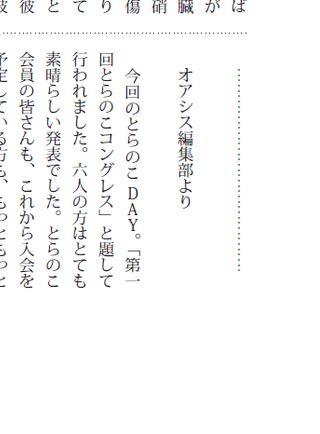 ば
が
臓
硝
傷
り
て
と
彼
オアシス編集部より
今回のとらのこDAY。「第一
回とらのこコングレス」と題して
行われました。六人の方はとても
素晴らしい発表でした。とらのこ
会員の皆さんも、これから入会を
予定している方も、もっともっと